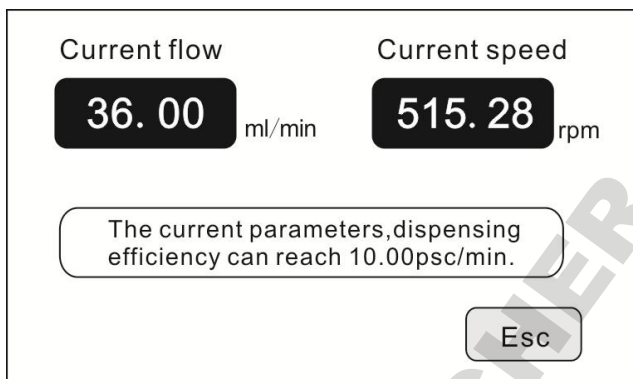 Current flow
Current speed
36. 00 ml/min
515. 28 rpm
The current parameters,dispensing
efficiency can reach 10.00psc/min.
Esc